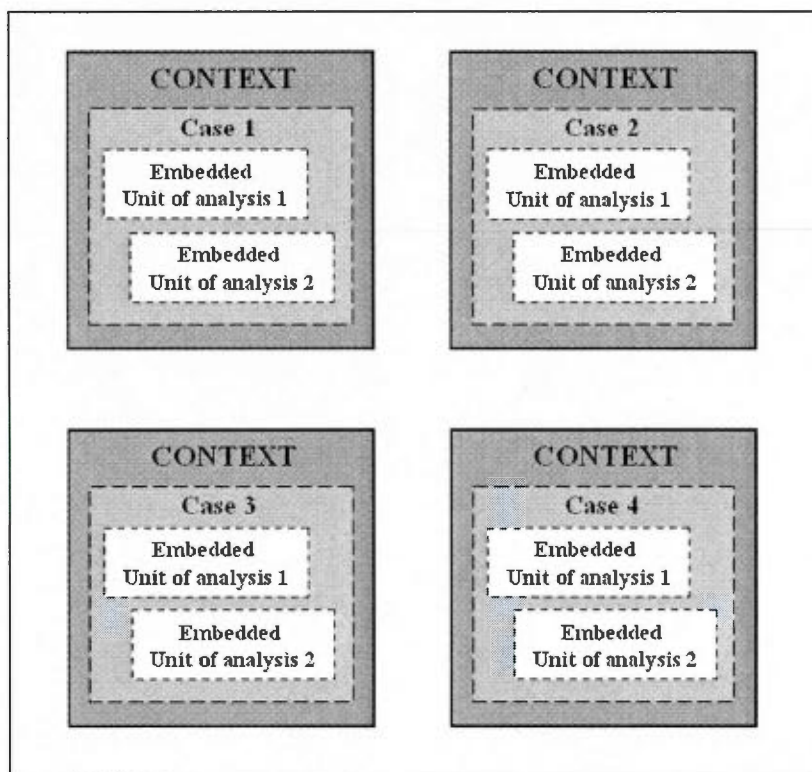 CONTEXT
Case 1
Embedded
Unit of analysis 1
Embedded
Unit of analysis 2
CONTEXT
Case 2
Embedded
Unit of analysis 1
Embedded
Unit of analysis 2
CONTEXT
Case 3
Embedded
Unit of analysis 1
Embedded
Unit of analysis 2
CONTEXT
Case 4
Embedded
Unit of analysis 1
Embedded
Unit of analysis 2